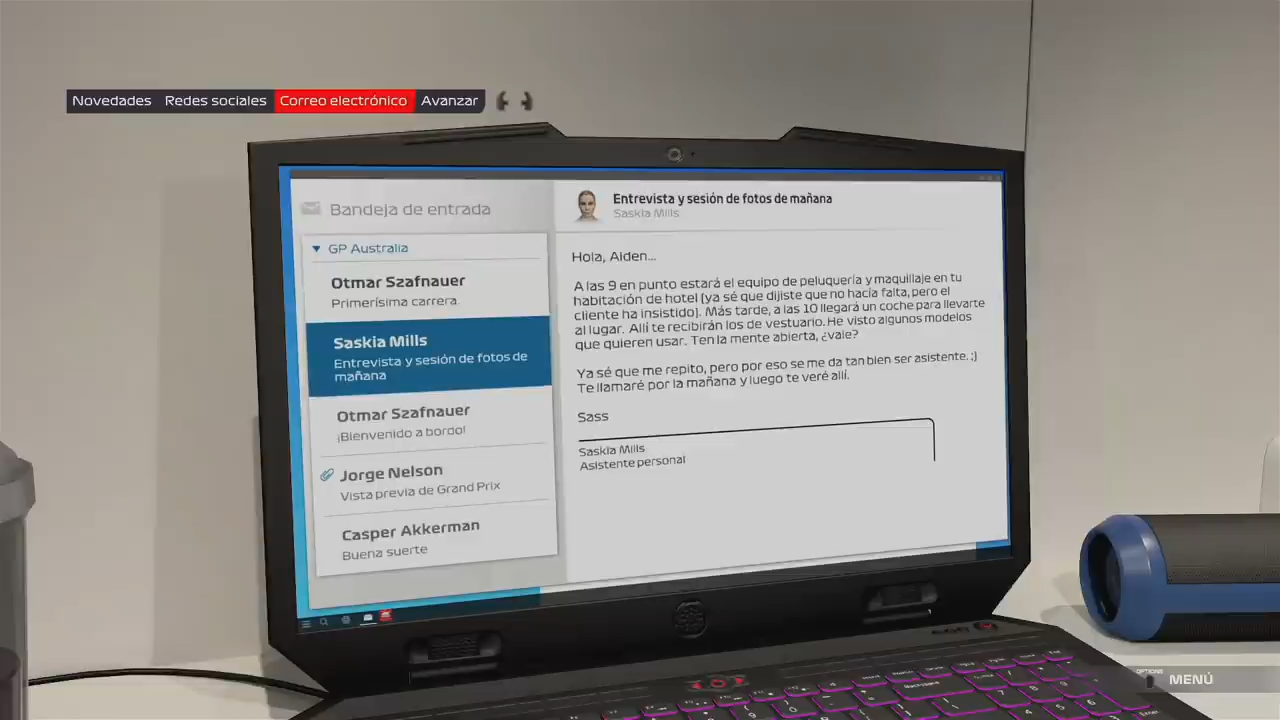 Novedades Redes sociales Correo electrónico Avanzar
Bandeja de entrada
GP Australia
Otmar Szafnauer
Primerísima carrera.
Saskia Mills
Entrevista y sesión de fotos de
mañana
Otmar Szafnauer
¡Bienvenido a bordo!
Jorge Nelson
Vista previa de Grand Prix
Casper Akkerman
Buena suerte
Entrevista y sesión de fotos de mañana
Saskia Mills
Hola, Aiden...
A las 9 en punto estará el equipo de peluquería y maquillaje en tu
habitación de hotel (ya sé que dijiste que no hacía falta, pero el
cliente ha insistido). Más tarde, a las 10 llegará un coche para llevarte
al lugar. Allí te recibirán los de vestuario. He visto algunos modelos
que quieren usar. Ten la mente abierta, ¿vale?
Ya sé que me repito, pero por eso se me da tan bien ser asistente. ;)
Te llamaré por la mañana y luego te veré allí.
Sass
Saskia Mills
Asistente personal
OPTIONS
MENÚ